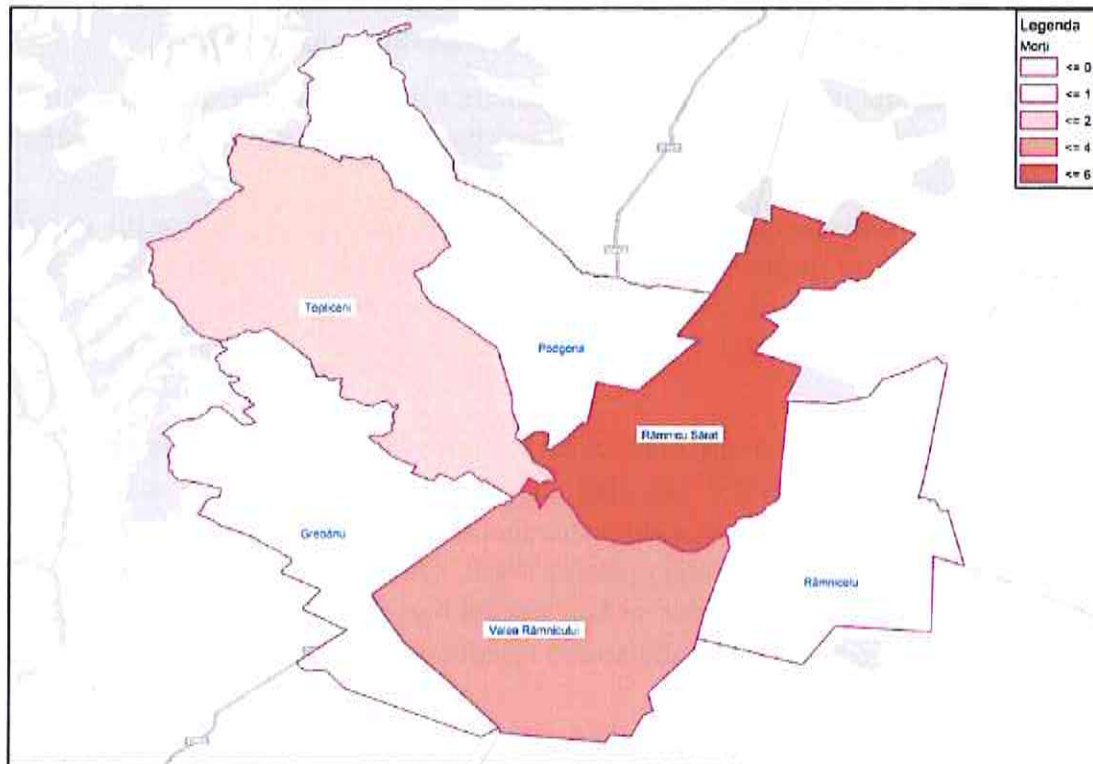 Legenda
Morti
<= 0
<= 1
<= 2
<= 4
<= 6
Topliceni
Podgoria
Râmnicu Sărat
Grebănu
Râmnicelu
Valea Râmnicului